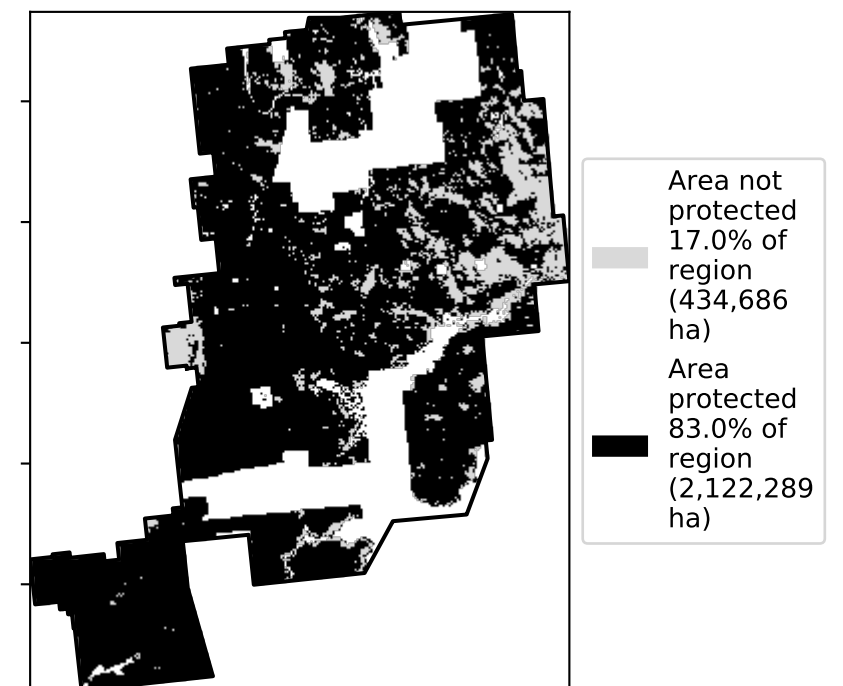 Area not
protected
17.0% of
region
(434,686
ha)
Area
protected
83.0% of
region
(2,122,289
ha)